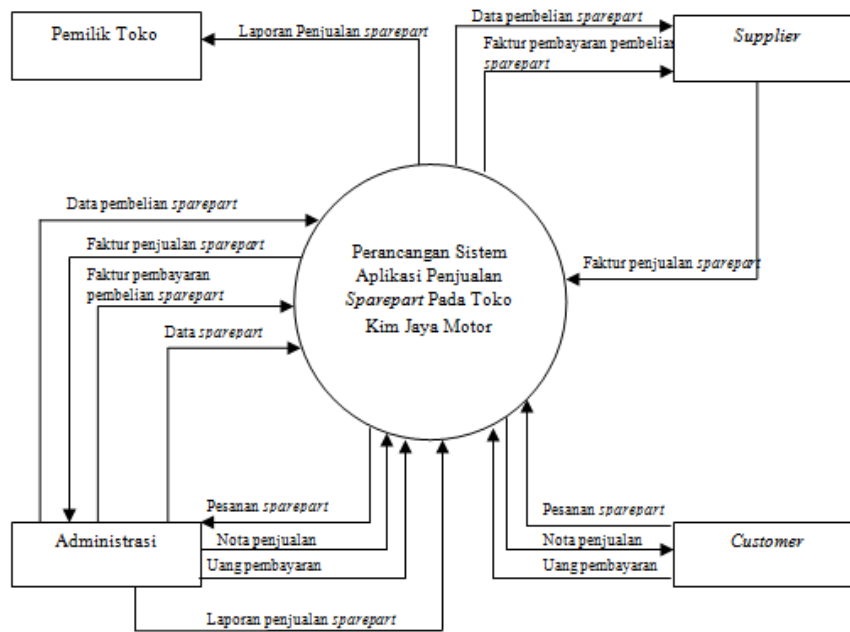 Pemilik Toko
Laporan Penjualan sparepart
Data pembelian sparepart
Faktur pembayaran pembelian
sparepart
Supplier
Data pembelian sparepart
Faktur penjualan sparepart
Faktur pembayaran
pembelian sparepart
Data sparepart
Perancangan Sistem
Aplikasi Penjualan
Sparepart Pada Toko
Kim Jaya Motor
Faktur penjualan sparepart
Administrasi
Pesanan sparepart
Nota penjualan
Uang pembayaran
Laporan penjualan sparepart
Pesanan sparepart
Nota penjualan
Uang pembayaran
Customer